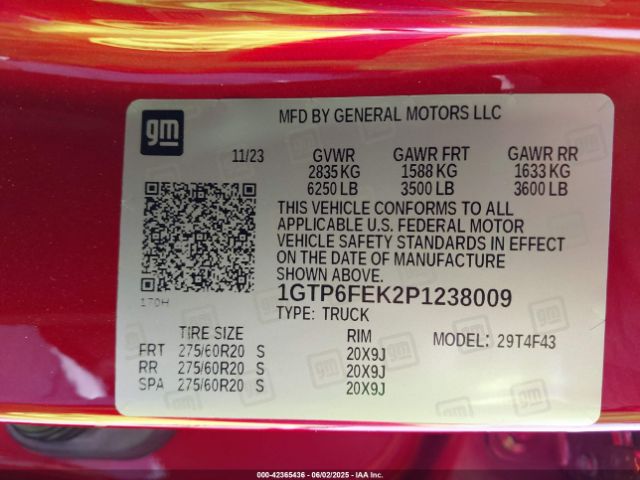 gm
MFD BY GENERAL MOTORS LLC
11/23 GVWR GAWR FRT GAWR RR
2835 KG 1588 KG 1633 KG
6250 LB 3500 LB 3600 LB
THIS VEHICLE CONFORMS TO ALL
APPLICABLE U.S. FEDERAL MOTOR
VEHICLE SAFETY STANDARDS IN EFFECT
ON THE DATE OF MANUFACTURE
SHOWN ABOVE.
170H
1GTP6FEK2P1238009
TYPE: TRUCK
TIRE SIZE RIM MODEL: 29T4F43
FRT 275/60R20 S 20X9J
RR 275/60R20 S 20X9J
SPA 275/60R20 S 20X9J
000-42365436 - 06/02/2025 - IAA Inc.